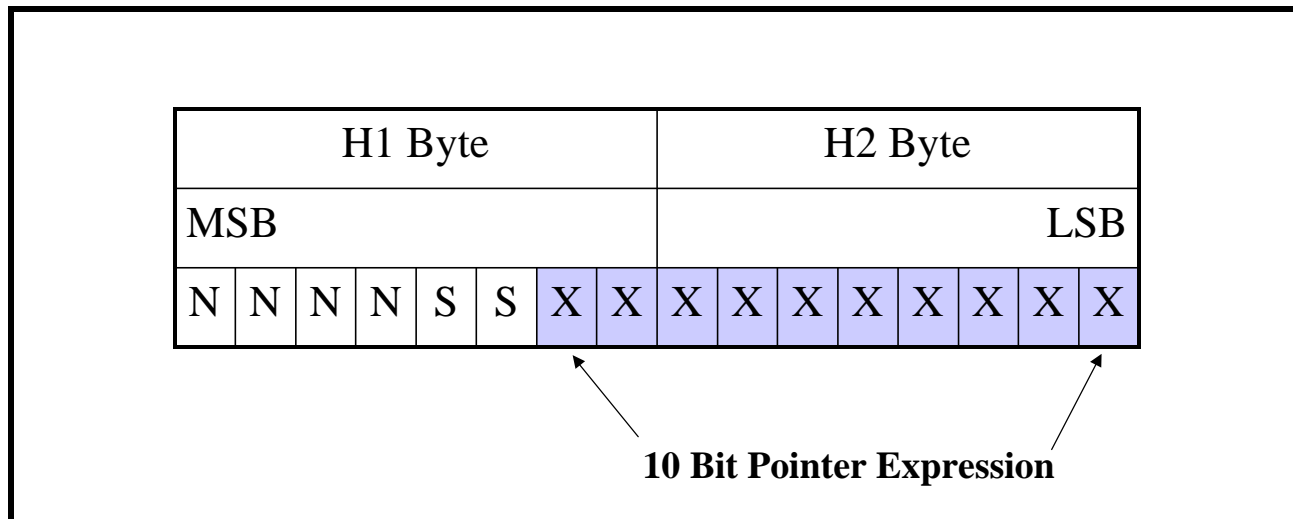 H1 Byte H2 Byte
MSB LSB
N N N N S S X X X X X X X X X X
10 Bit Pointer Expression